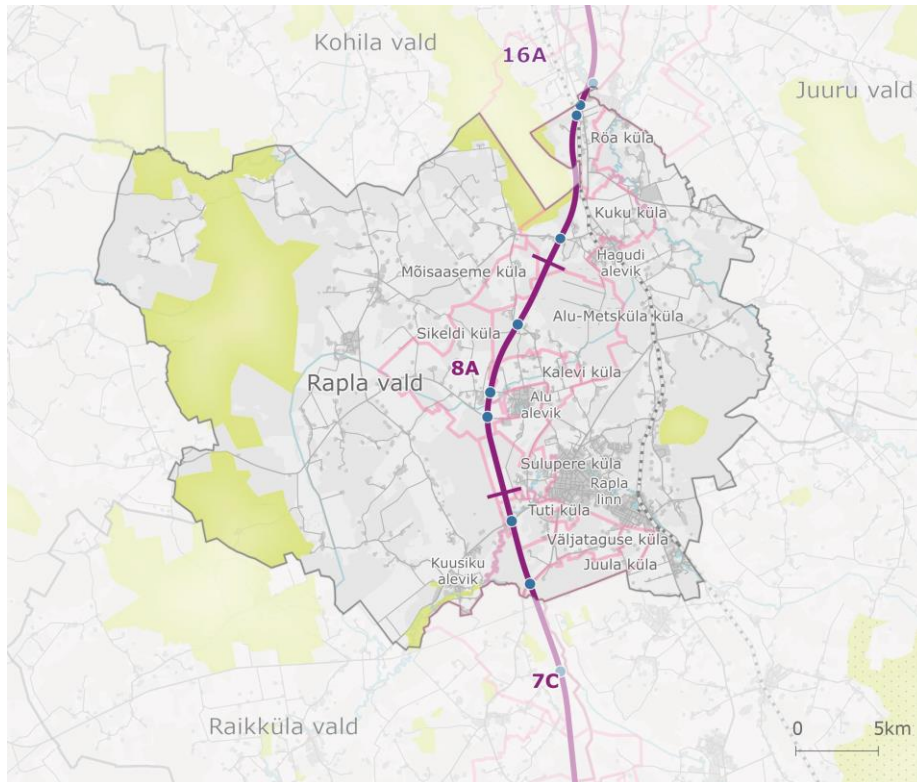 Kohila vald
16A
Juuru vald
Röa küla
Kuku küla
Hagudi
alevik
Mõisaaseme küla
Alu-Metsküla küla
Sikeldi küla
8A
Kalevi küla
Rapla vald
Alu
alevik
Sulupere küla
Rapla
linn
Tuti küla
Väljataguse küla
Kuusiku
alevik
Juula küla
7C
Raikküla vald
0 5km